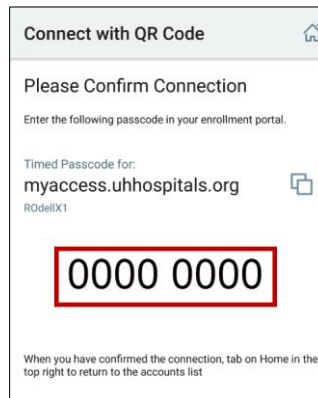 Connect with QR Code
Please Confirm Connection
Enter the following passcode in your enrollment portal.
Timed Passcode for:
myaccess.uhhospitals.org
ROdellX1
0000 0000
When you have confirmed the connection, tab on Home in the
top right to return to the accounts list